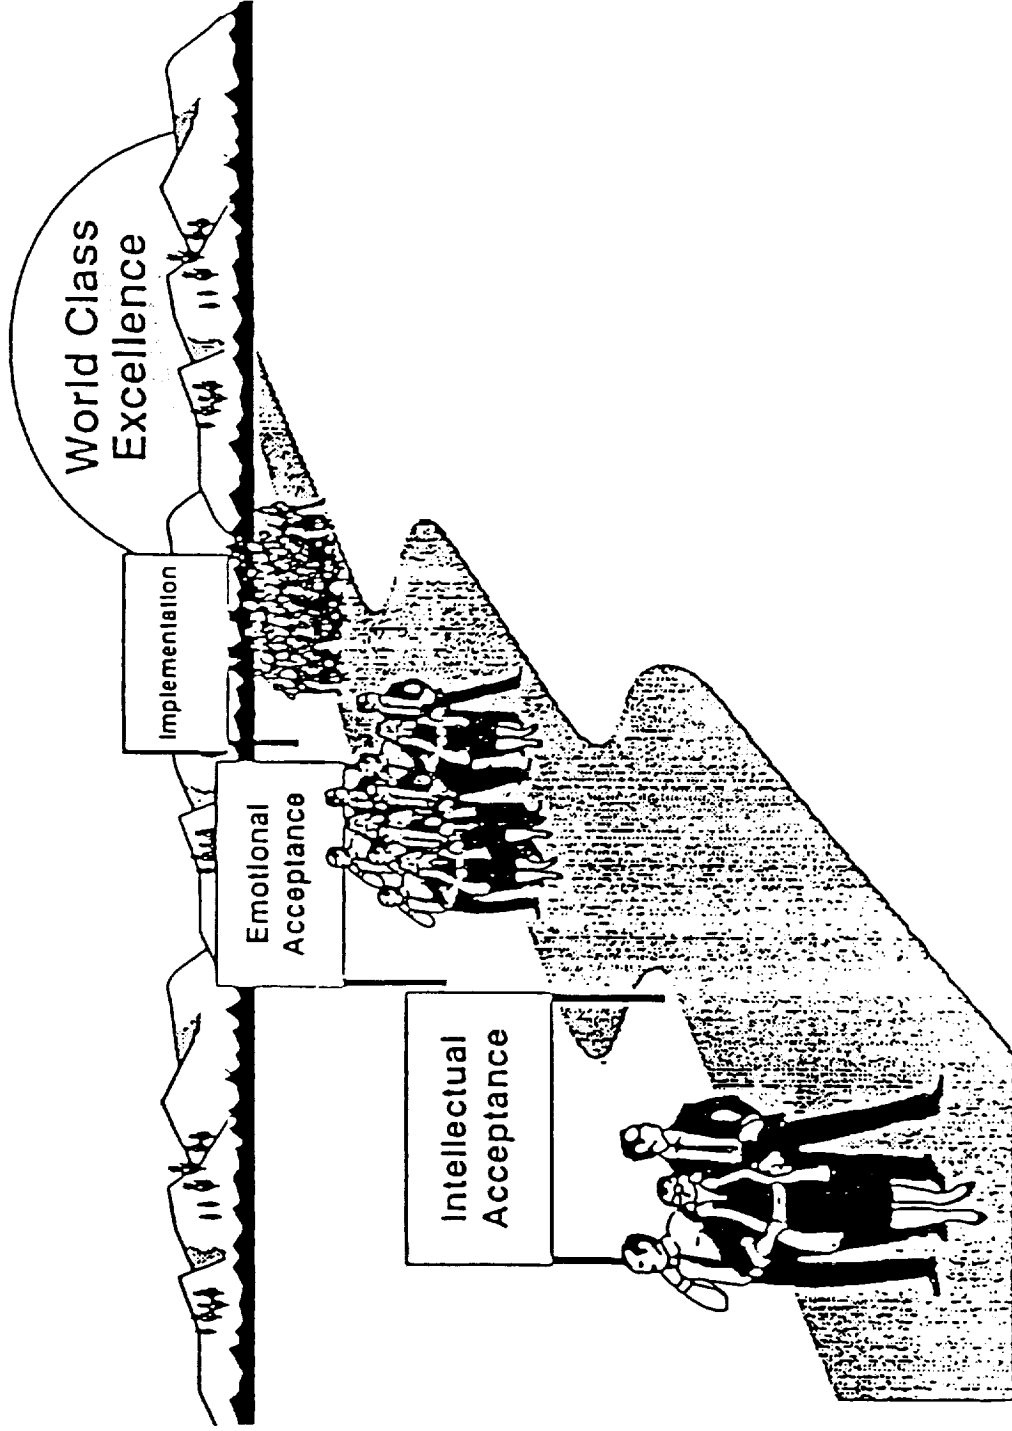 World Class
Excellence
Implementation
Emotional
Acceptance
Intellectual
Acceptance